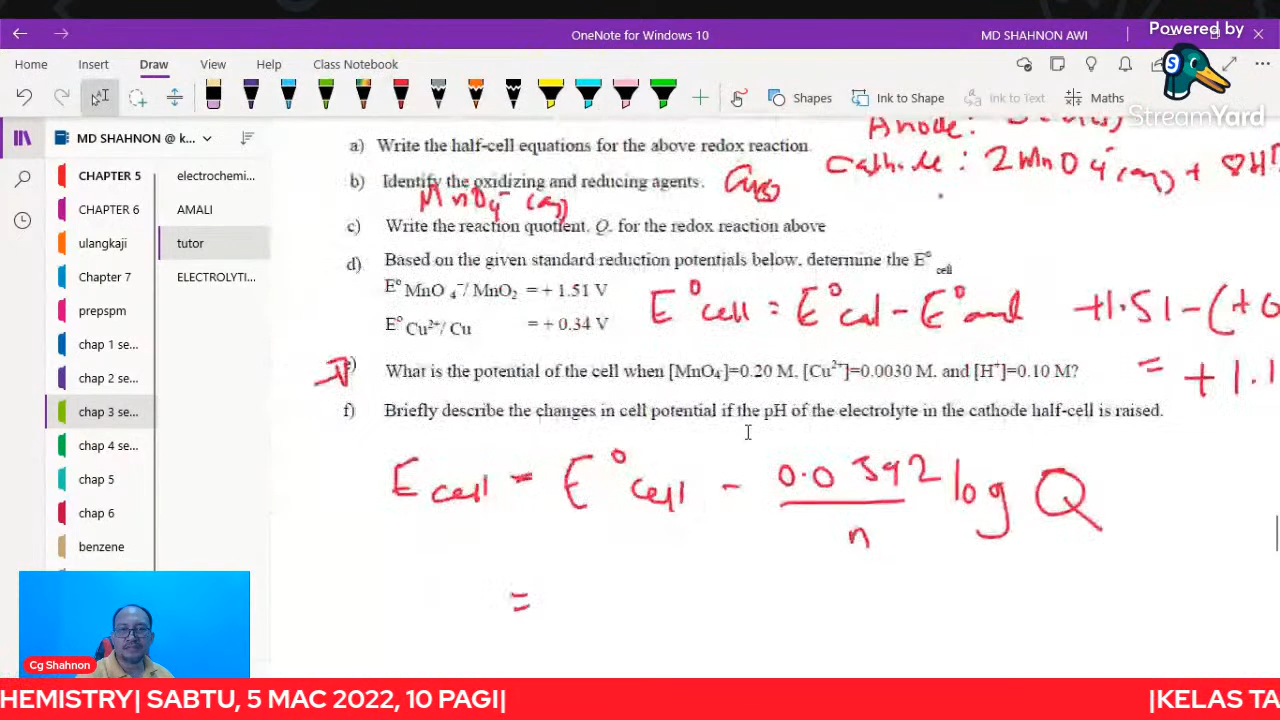 OneNote for Windows 10
MD SHAHNON AWI
Powered by
StreamYard
Home Insert Draw View Help Class Notebook
Shapes Ink to Shape Ink to Text Maths
MD SHAHNON @ k...
CHAPTER 5
CHAPTER 6
ulangkaji
Chapter 7
prepspm
chap 1 se...
chap 2 se...
chap 3 se...
chap 4 se...
chap 5
chap 6
benzene
electrochemi...
AMALI
tutor
ELECTROLYTI...
Anode:
Cathode: 2MnO4⁻(aq) + 8H
a) Write the half-cell equations for the above redox reaction
b) Identify the oxidizing and reducing agents. Cu(s)
MnO4⁻ (aq)
c) Write the reaction quotient, Q, for the redox reaction above
d) Based on the given standard reduction potentials below, determine the E° cell
E° MnO 4⁻/ MnO2 = + 1.51 V
E° Cu²⁺/ Cu = + 0.34 V
E°cell = E°cat - E°and +1.51 - (+0
= +1.1
What is the potential of the cell when [MnO4]=0.20 M, [Cu²⁺]=0.0030 M, and [H⁺]=0.10 M?
f) Briefly describe the changes in cell potential if the pH of the electrolyte in the cathode half-cell is raised.
Ecell = E°cell - 0.0592/n log Q
=
Cg Shahnon
CHEMISTRY| SABTU, 5 MAC 2022, 10 PAGI| |KELAS TA